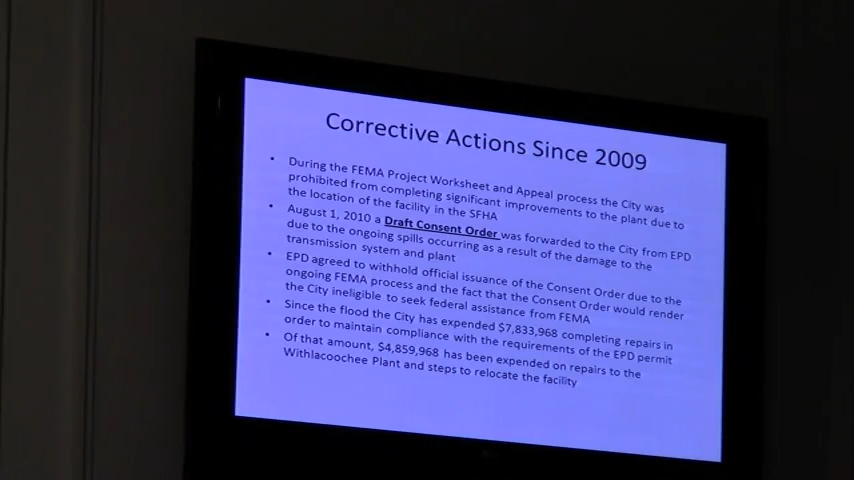 Corrective Actions Since 2009
• During the FEMA Project Worksheet and Appeal process the City was
prohibited from completing significant improvements to the plant due to
the location of the facility in the SFHA
• August 1, 2010 a Draft Consent Order was forwarded to the City from EPD
due to the ongoing spills occurring as a result of the damage to the
transmission system and plant
• EPD agreed to withhold official issuance of the Consent Order due to the
ongoing FEMA process and the fact that the Consent Order would render
the City ineligible to seek federal assistance from FEMA
• Since the flood the City has expended $7,833,968 completing repairs in
order to maintain compliance with the requirements of the EPD permit
• Of that amount, $4,859,968 has been expended on repairs to the
Withlacoochee Plant and steps to relocate the facility